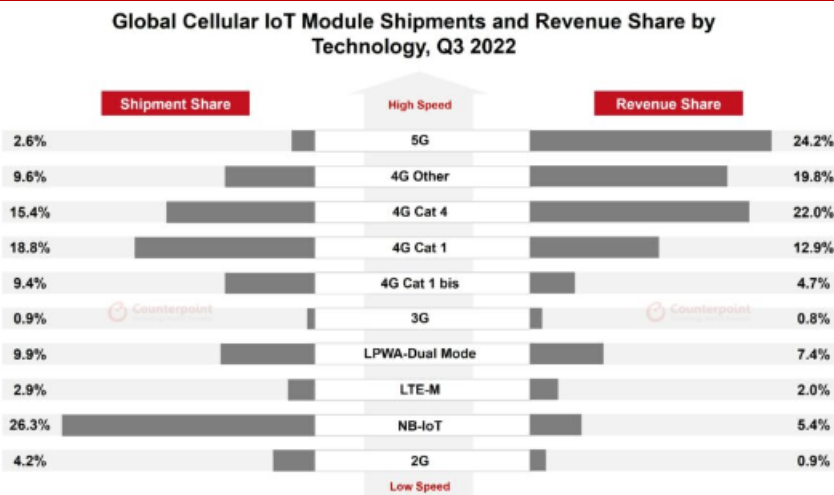 Global Cellular IoT Module Shipments and Revenue Share by
Technology, Q3 2022
Shipment Share
High Speed
Revenue Share
2.6% 5G 24.2%
9.6% 4G Other 19.8%
15.4% 4G Cat 4 22.0%
18.8% 4G Cat 1 12.9%
9.4% 4G Cat 1 bis 4.7%
Counterpoint
Counterpoint
0.9% 3G 0.8%
9.9% LPWA-Dual Mode 7.4%
2.9% LTE-M 2.0%
26.3% NB-IoT 5.4%
4.2% 2G 0.9%
Low Speed